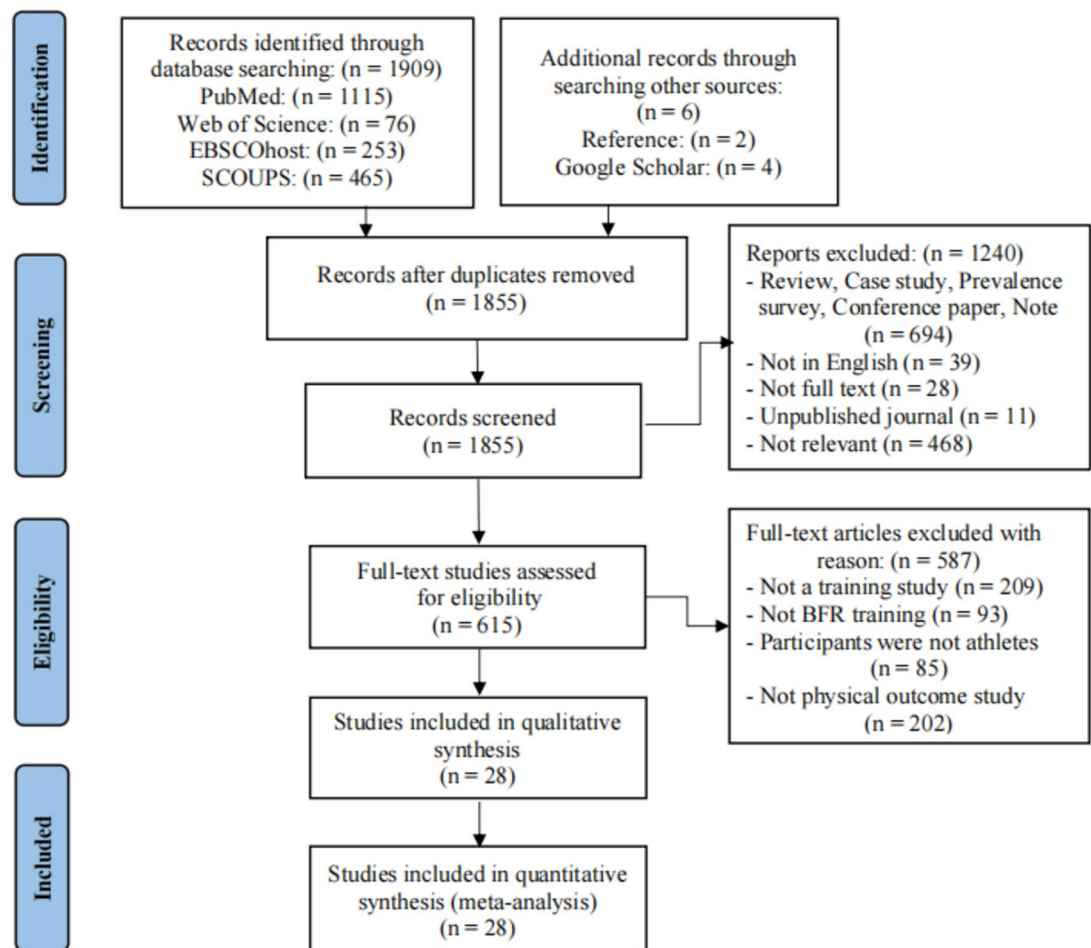 Identification
Records identified through
database searching: (n = 1909)
PubMed: (n = 1115)
Web of Science: (n = 76)
EBSCOhost: (n = 253)
SCOUPS: (n = 465)
Additional records through
searching other sources:
(n = 6)
Reference: (n = 2)
Google Scholar: (n = 4)
Screening
Records after duplicates removed
(n = 1855)
Records screened
(n = 1855)
Reports excluded: (n = 1240)
- Review, Case study, Prevalence
survey, Conference paper, Note
(n = 694)
- Not in English (n = 39)
- Not full text (n = 28)
- Unpublished journal (n = 11)
- Not relevant (n = 468)
Eligibility
Full-text studies assessed
for eligibility
(n = 615)
Full-text articles excluded with
reason: (n = 587)
- Not a training study (n = 209)
- Not BFR training (n = 93)
- Participants were not athletes
(n = 85)
- Not physical outcome study
(n = 202)
Studies included in qualitative
synthesis
(n = 28)
Included
Studies included in quantitative
synthesis (meta-analysis)
(n = 28)